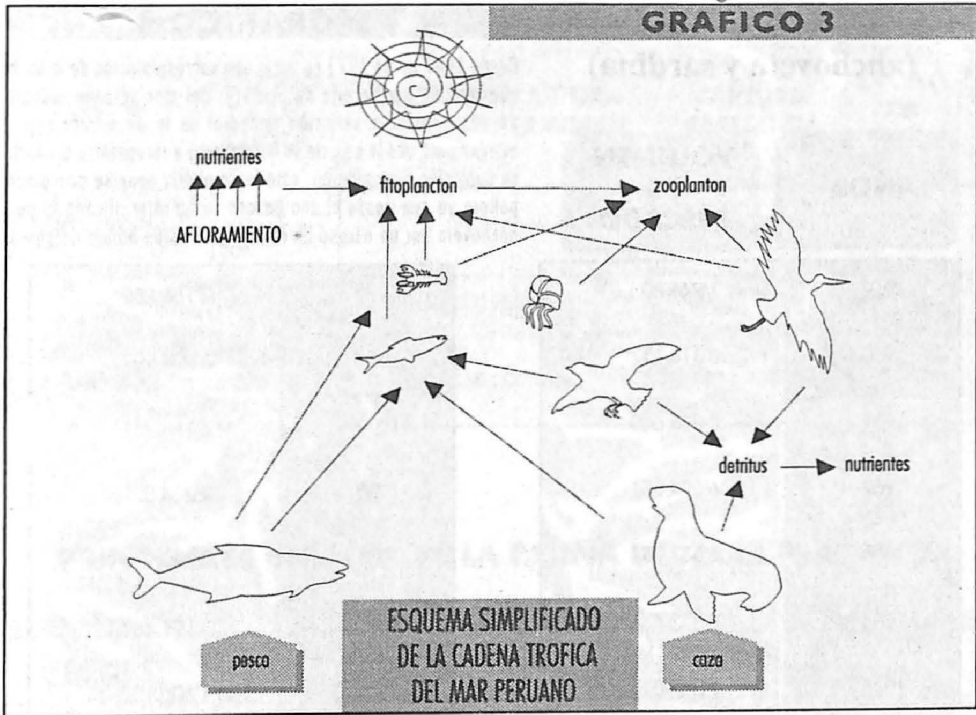 GRAFICO 3
nutrientes
AFLORAMIENTO
fitoplancton
zooplanton
detritus
nutrientes
pesca
ESQUEMA SIMPLIFICADO
DE LA CADENA TROFICA
DEL MAR PERUANO
caza